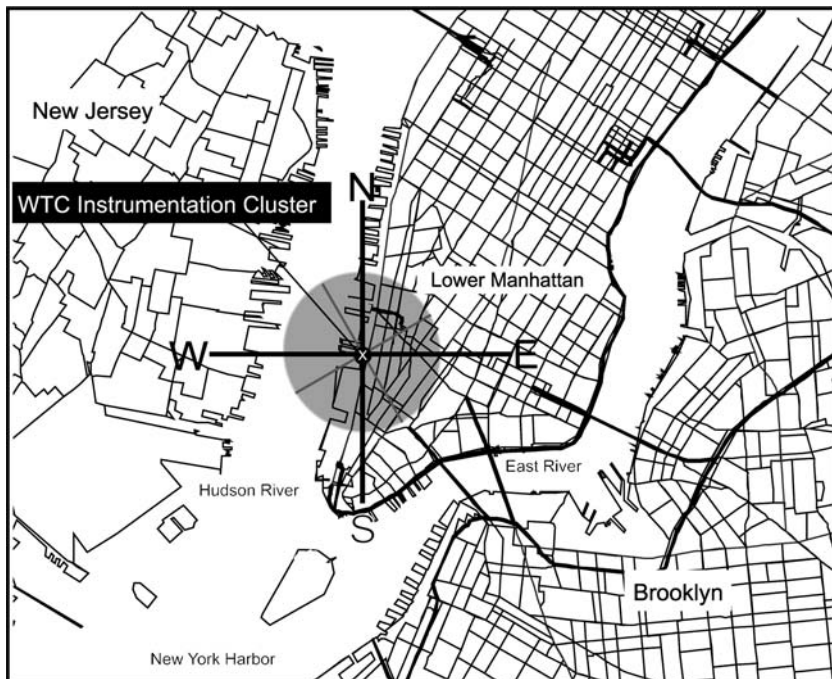 New Jersey
WTC Instrumentation Cluster
N
Lower Manhattan
W
X
E
East River
Hudson River
S
Brooklyn
New York Harbor